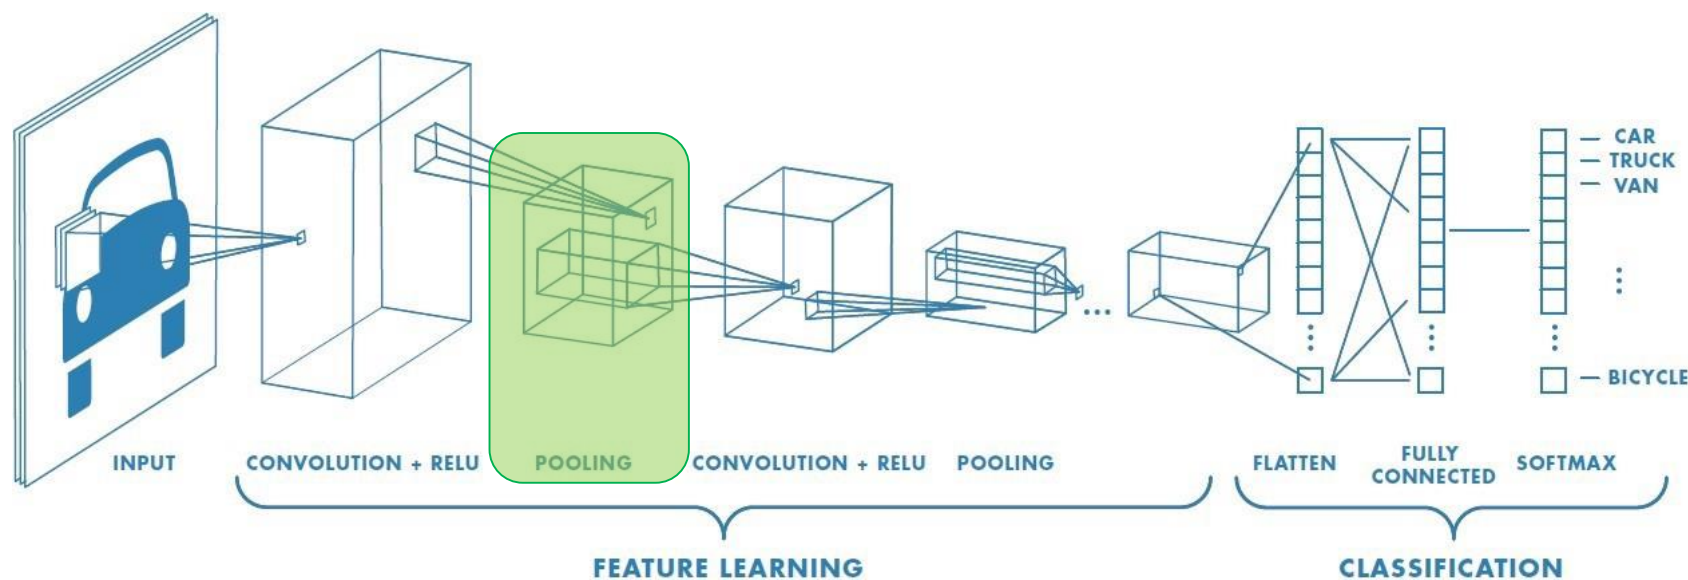 CAR
TRUCK
VAN
BICYCLE
INPUT
CONVOLUTION + RELU
POOLING
CONVOLUTION + RELU
POOLING
FLATTEN
FULLY
CONNECTED
SOFTMAX
FEATURE LEARNING
CLASSIFICATION